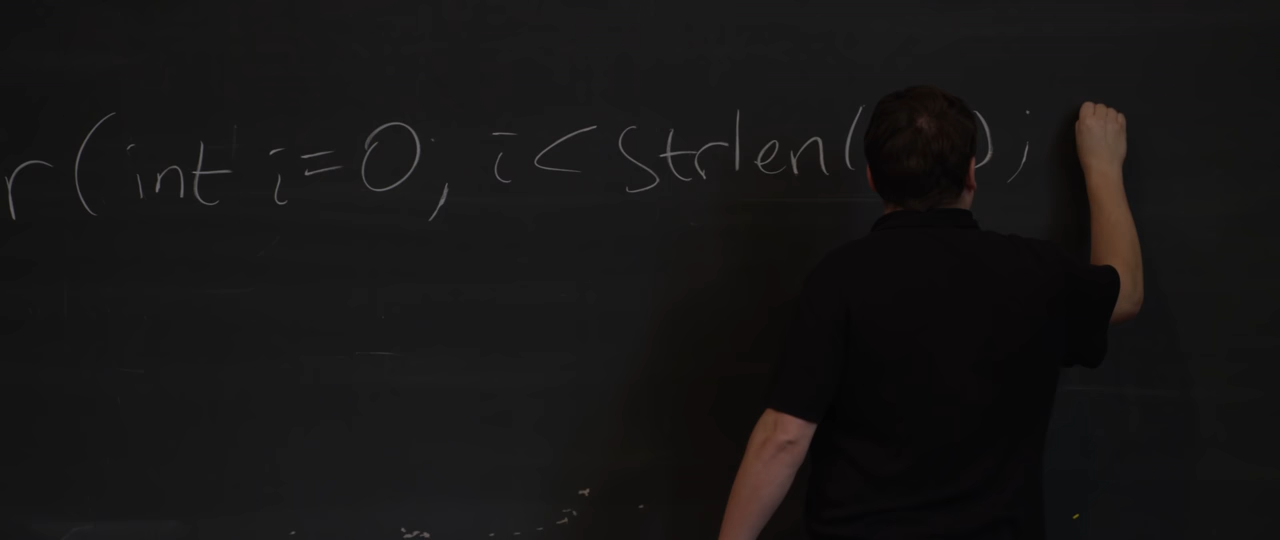 r(int i=0; i<strlen( );